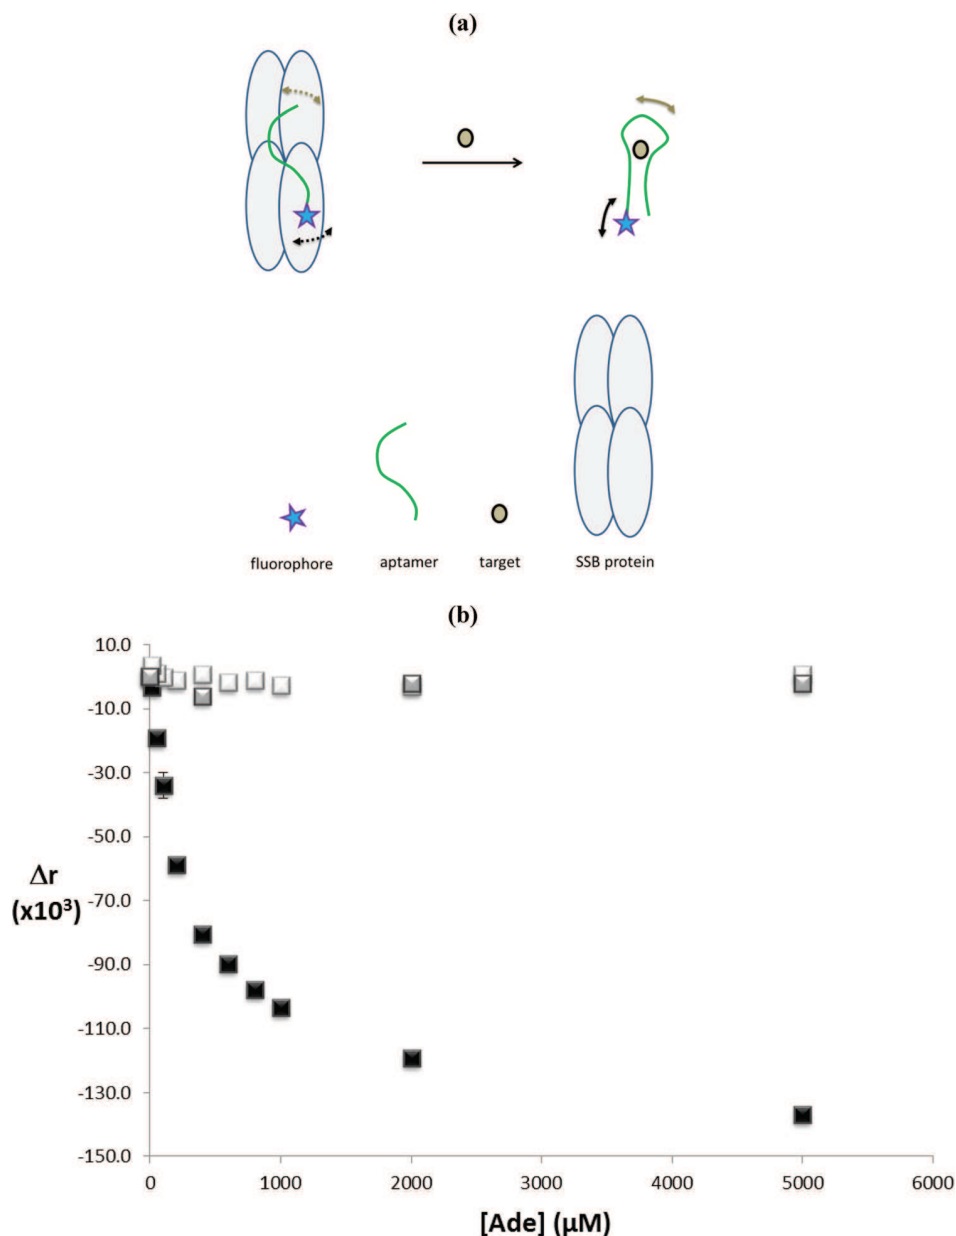 (a)
fluorophore aptamer target SSB protein
(b)
10.0
-10.0
-30.0
-50.0
-70.0
-90.0
-110.0
-130.0
-150.0
Δr
(x10³)
0 1000 2000 3000 4000 5000 6000
[Ade] (µM)